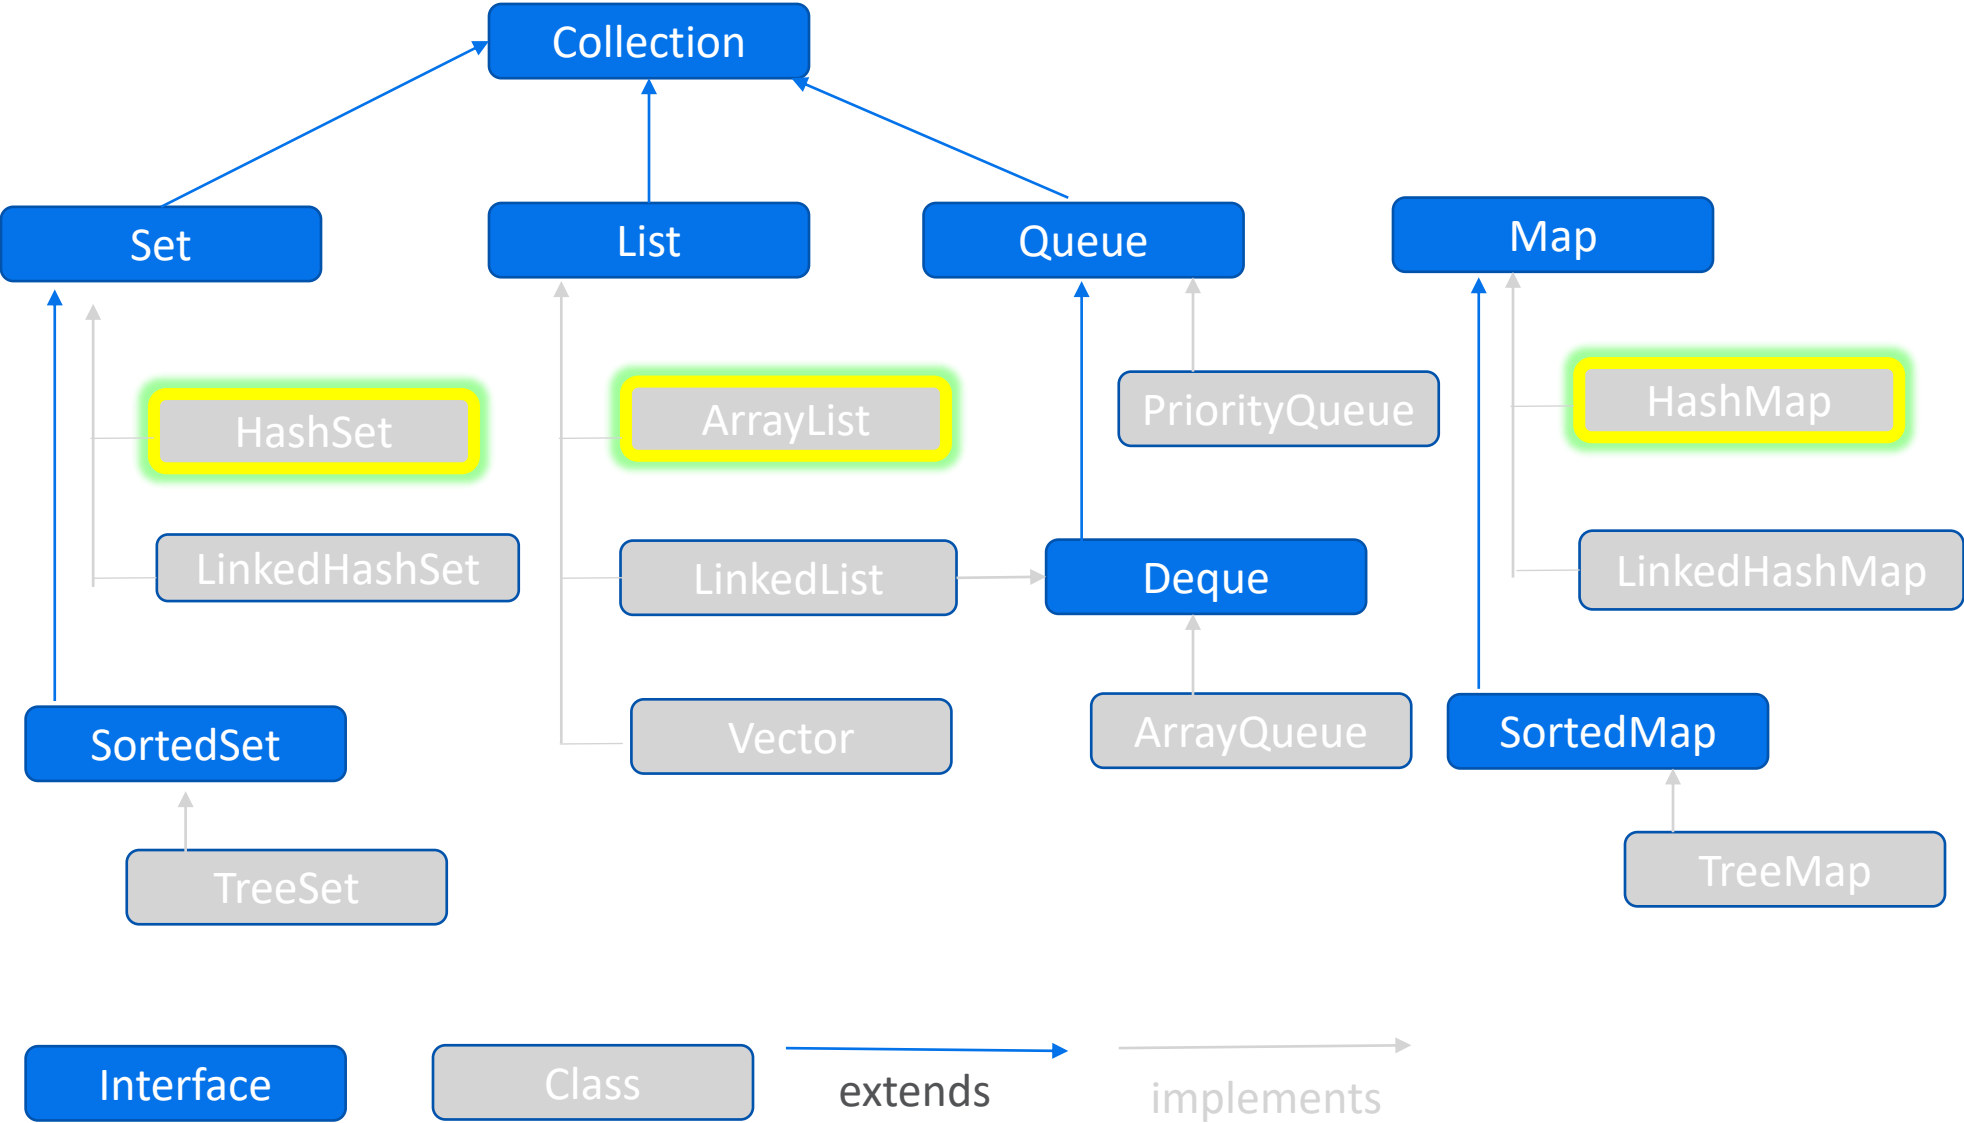 Collection
Set
List
Queue
Map
HashSet
ArrayList
PriorityQueue
HashMap
LinkedHashSet
LinkedList
Deque
LinkedHashMap
SortedSet
Vector
ArrayQueue
SortedMap
TreeSet
TreeMap
Interface
Class
extends
implements